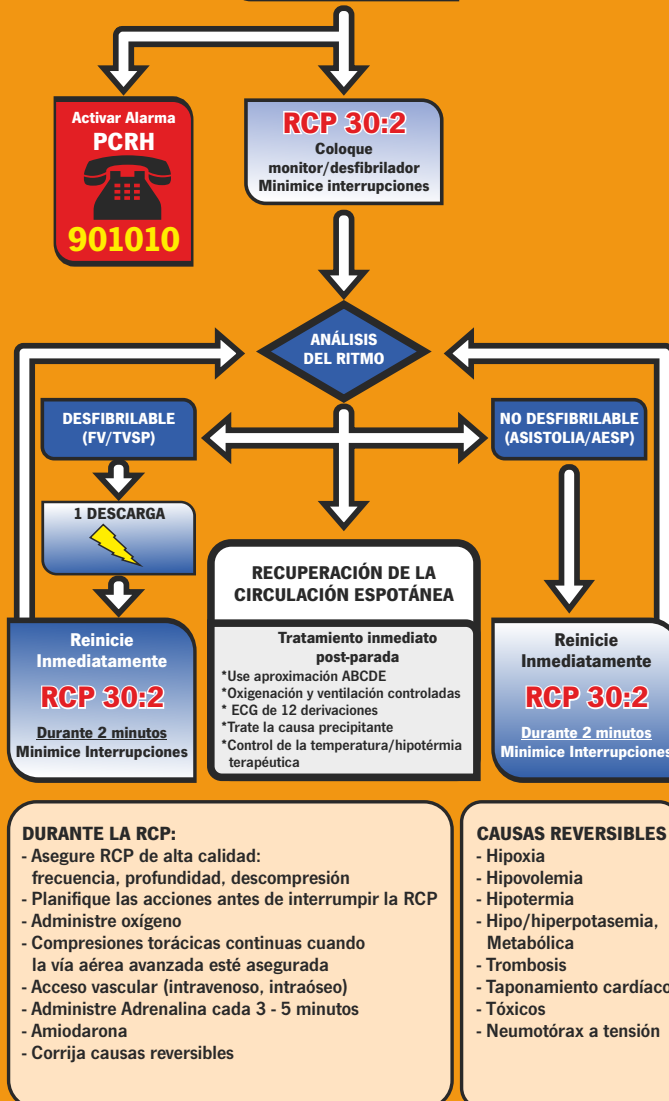 Activar Alarma
PCRH
901010
RCP 30:2
Coloque
monitor/desfibrilador
Minimice interrupciones
ANÁLISIS
DEL RITMO
DESFIBRILABLE
(FV/TVSP)
NO DESFIBRILABLE
(ASISTOLIA/AESP)
1 DESCARGA
Reinicie
Inmediatamente
RCP 30:2
Durante 2 minutos
Minimice Interrupciones
RECUPERACIÓN DE LA
CIRCULACIÓN ESPOTÁNEA
Tratamiento inmediato
post-parada
*Use aproximación ABCDE
*Oxigenación y ventilación controladas
* ECG de 12 derivaciones
*Trate la causa precipitante
*Control de la temperatura/hipotérmia
terapéutica
Reinicie
Inmediatamente
RCP 30:2
Durante 2 minutos
Minimice Interrupciones
DURANTE LA RCP:
- Asegure RCP de alta calidad:
frecuencia, profundidad, descompresión
- Planifique las acciones antes de interrumpir la RCP
- Administre oxígeno
- Compresiones torácicas continuas cuando
la vía aérea avanzada esté asegurada
- Acceso vascular (intravenoso, intraóseo)
- Administre Adrenalina cada 3 - 5 minutos
- Amiodarona
- Corrija causas reversibles
CAUSAS REVERSIBLES
- Hipoxia
- Hipovolemia
- Hipotermia
- Hipo/hiperpotasemia,
Metabólica
- Trombosis
- Taponamiento cardíaco
- Tóxicos
- Neumotórax a tensión